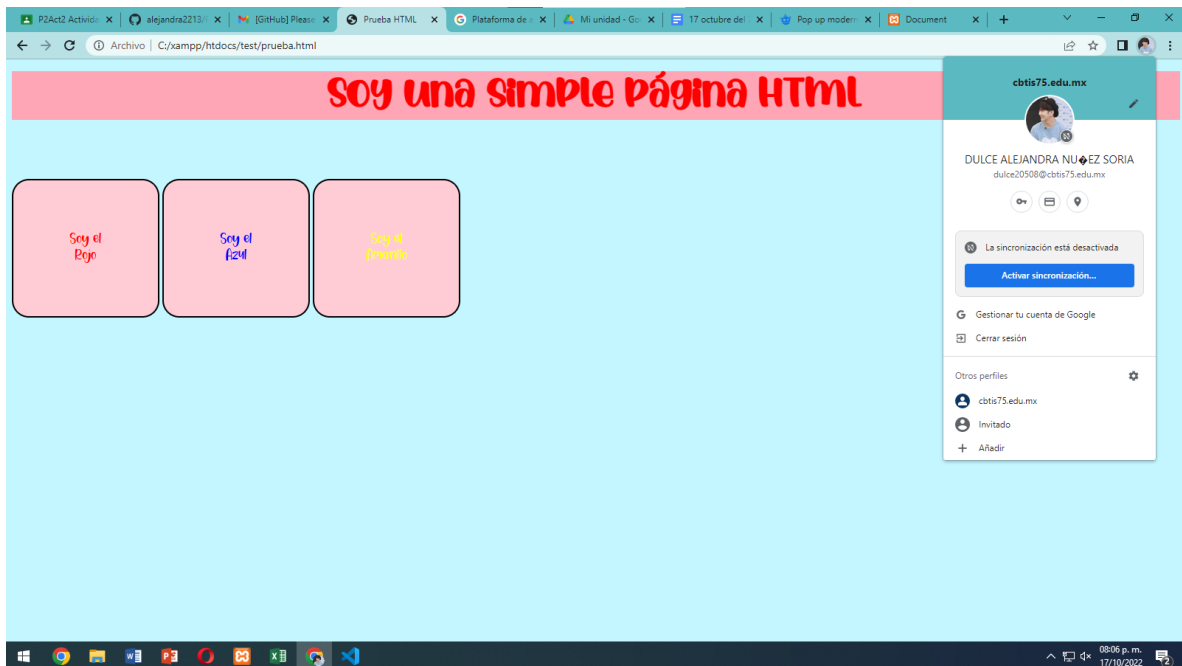 P2Act2 Activida
alejandra2213/i
[GitHub] Please
Prueba HTML
Plataforma de e
Mi unidad - Go
17 octubre del
Pop up modern
Document
Archivo | C:/xampp/htdocs/test/prueba.html
Soy una simple página HTML
cbtis75.edu.mx
DULCE ALEJANDRA NU�EZ SORIA
dulce20508@cbtis75.edu.mx
La sincronización está desactivada
Activar sincronización...
Gestionar tu cuenta de Google
Cerrar sesión
Otros perfiles
cbtis75.edu.mx
Invitado
Añadir
Soy el
Rojo
Soy el
Azul
Soy el
08:06 p. m.
17/10/2022